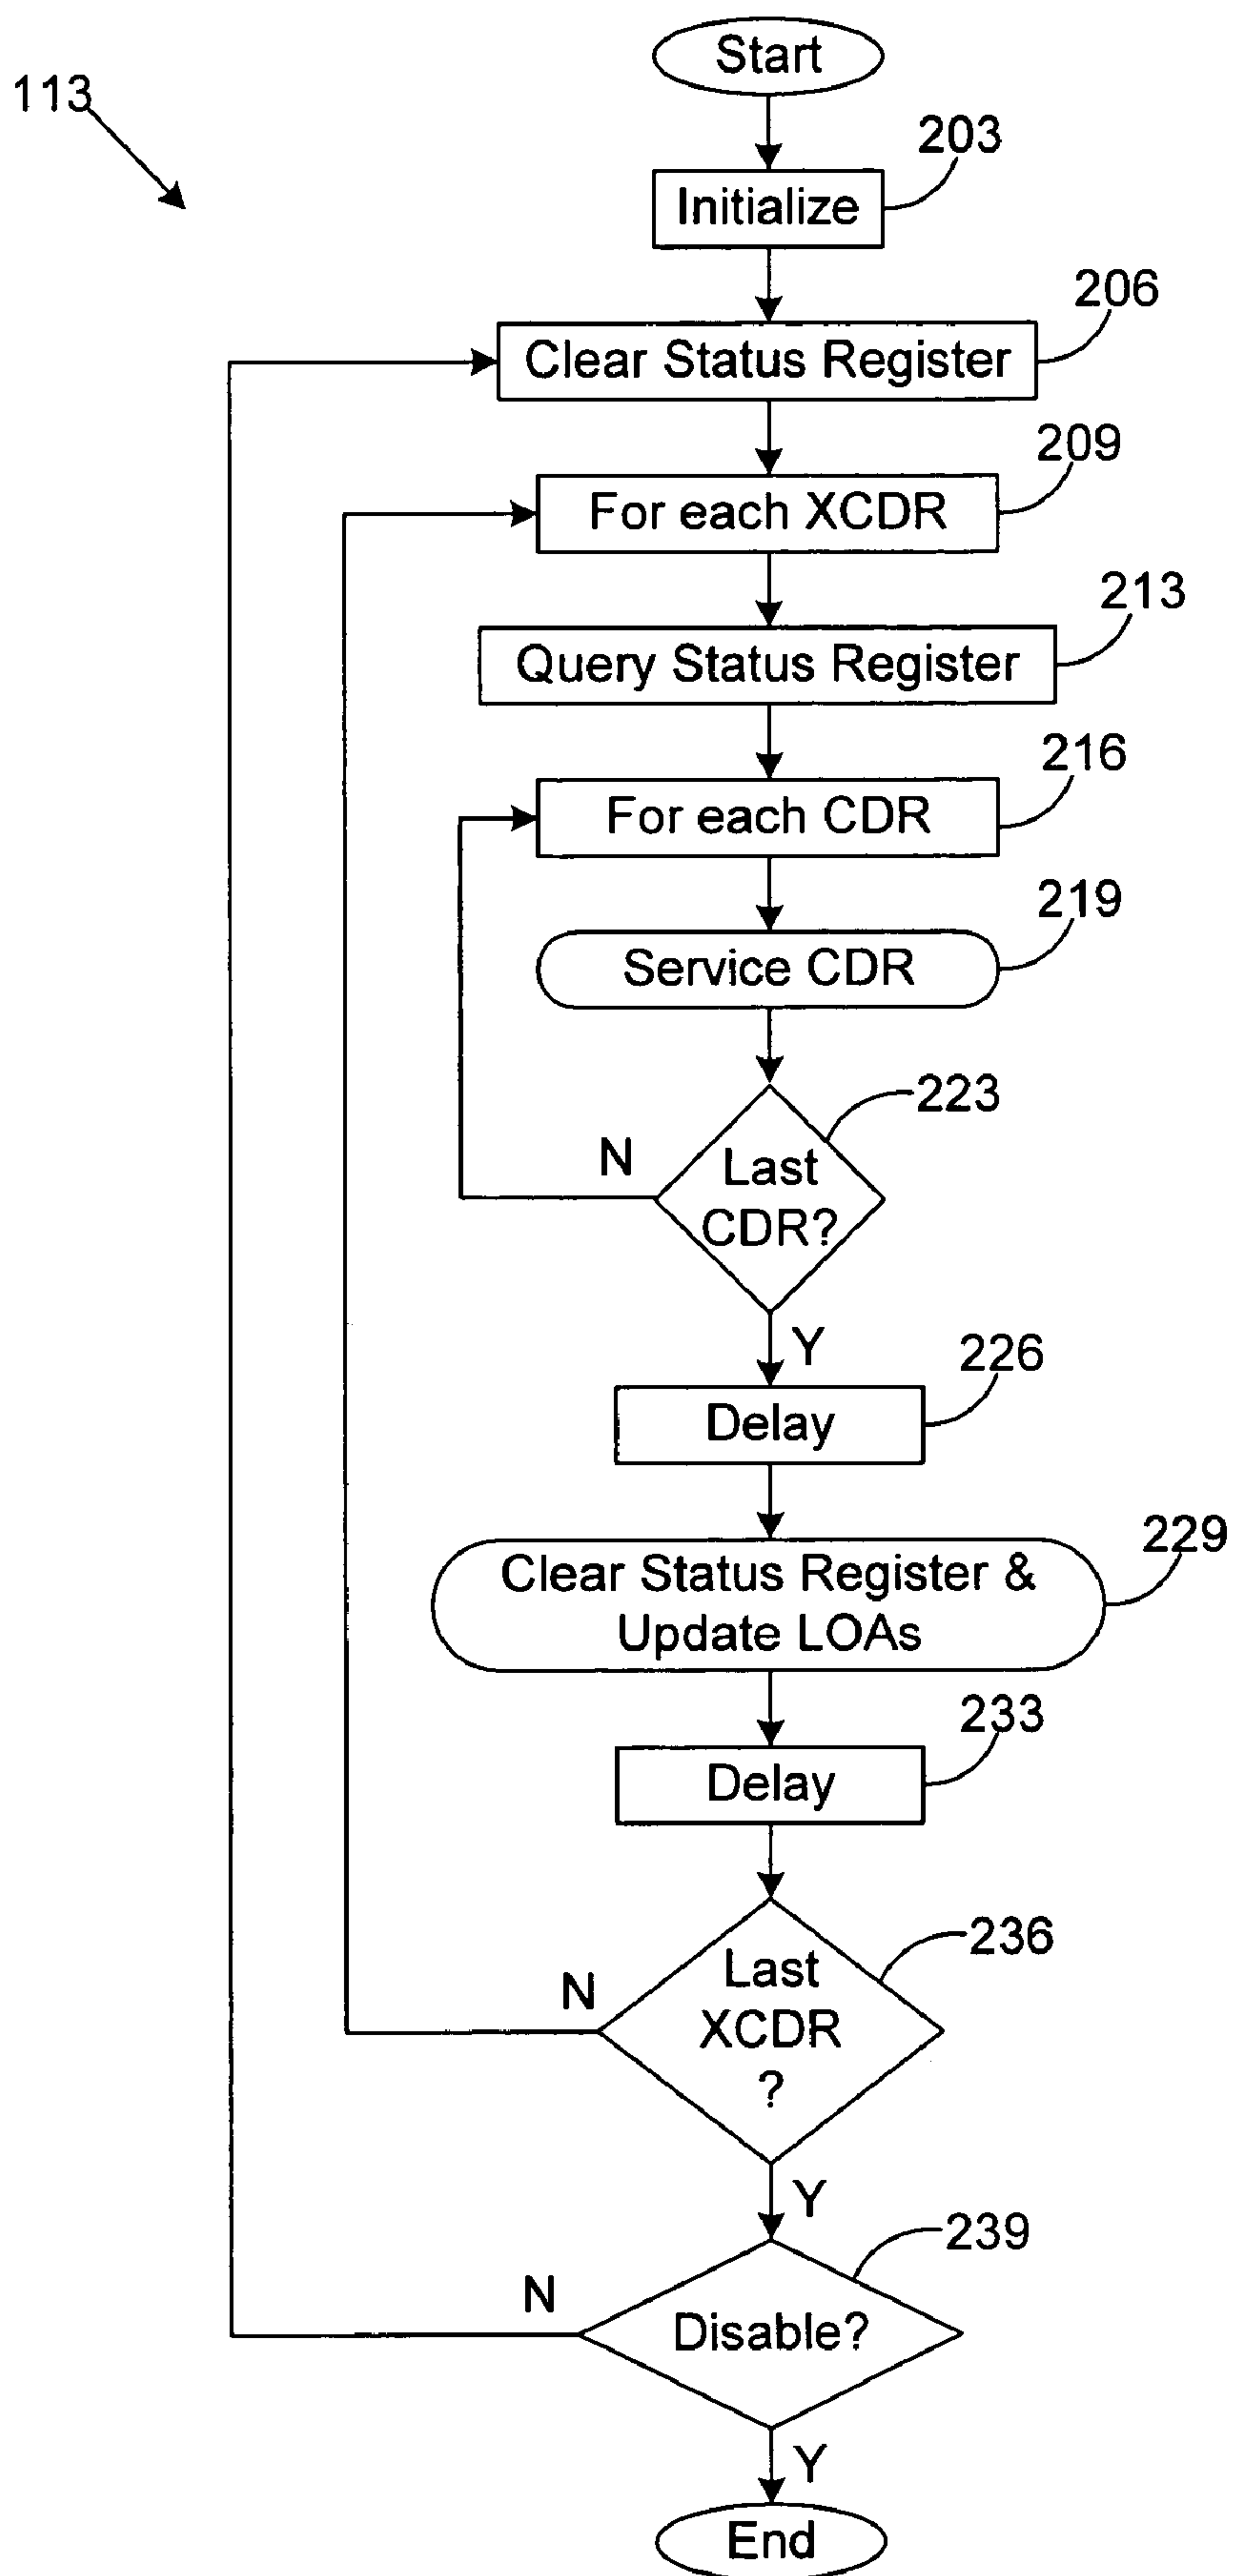 Start
113
203
Initialize
206
Clear Status Register
209
For each XCDR
213
Query Status Register
216
For each CDR
219
Service CDR
223
N
Last
CDR?
Y
226
Delay
229
Clear Status Register &
Update LOAs
233
Delay
236
N
Last
XCDR
?
Y
239
N
Disable?
Y
End